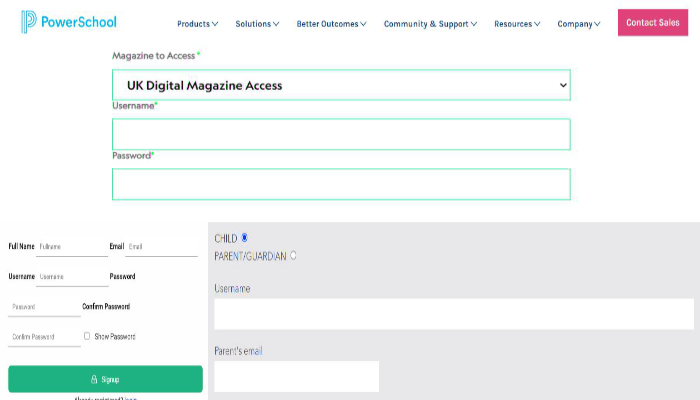 PowerSchool Products Solutions Better Outcomes Community & Support Resources Company Contact Sales
Magazine to Access *
UK Digital Magazine Access
Username*
Password*
Full Name Fullname Email Email
Username Username Password
Password Confirm Password
Confirm Password Show Password
Signup
CHILD
PARENT/GUARDIAN
Username
Parent's email